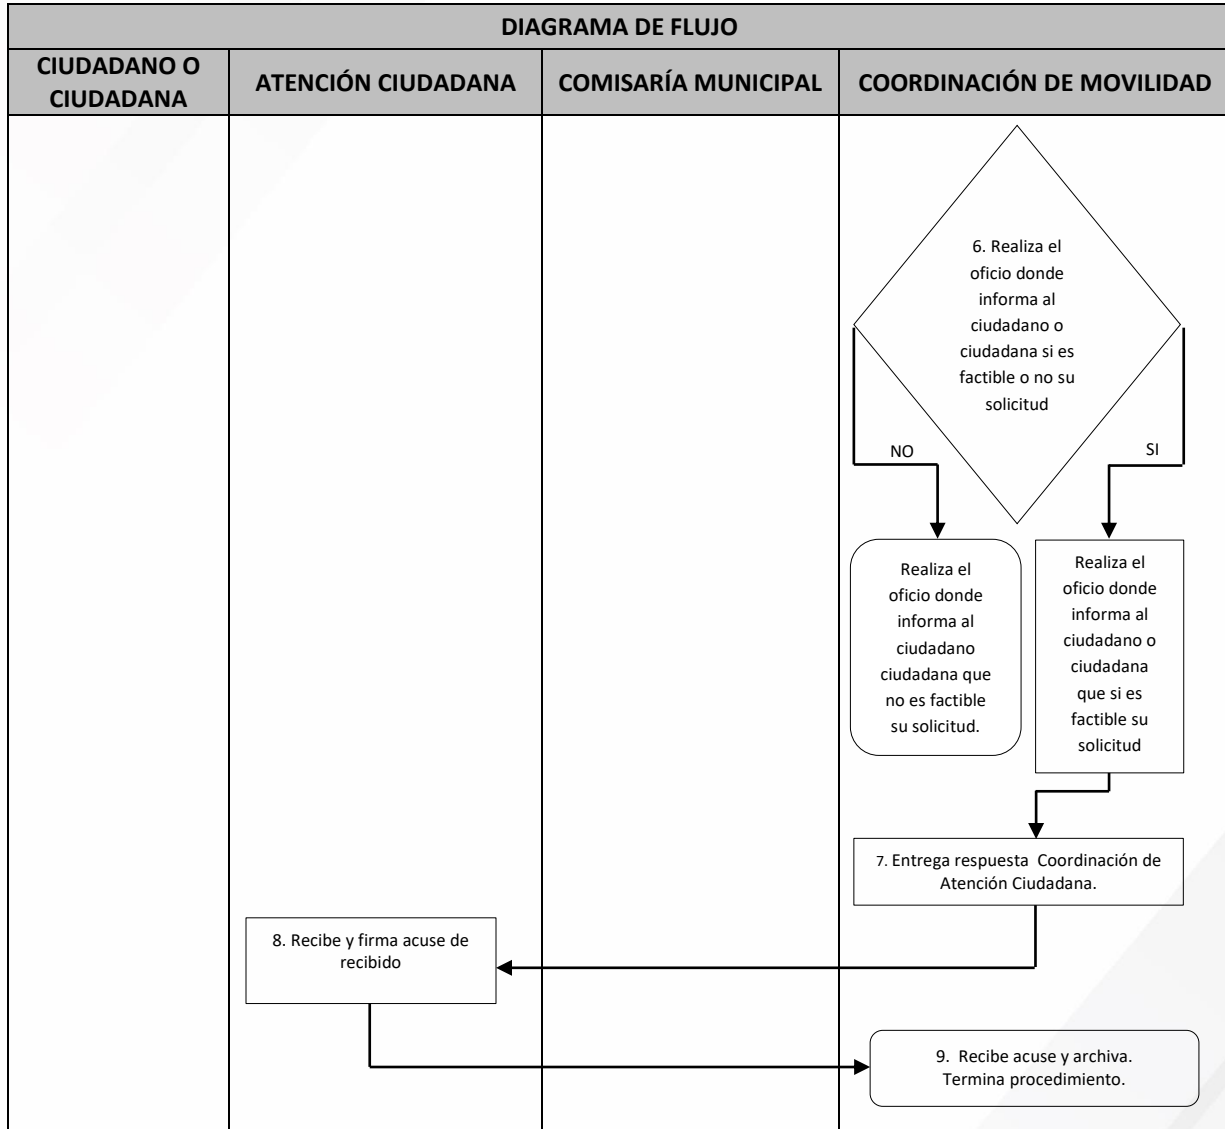 DIAGRAMA DE FLUJO
CIUDADANO O
CIUDADANA
ATENCIÓN CIUDADANA
COMISARÍA MUNICIPAL
COORDINACIÓN DE MOVILIDAD
6. Realiza el
oficio donde
informa al
ciudadano o
ciudadana si es
factible o no su
solicitud
NO
SI
Realiza el
oficio donde
informa al
ciudadano
ciudadana que
no es factible
su solicitud.
Realiza el
oficio donde
informa al
ciudadano o
ciudadana
que si es
factible su
solicitud
7. Entrega respuesta  Coordinación de
Atención Ciudadana.
8. Recibe y firma acuse de
recibido
9.  Recibe acuse y archiva.
Termina procedimiento.